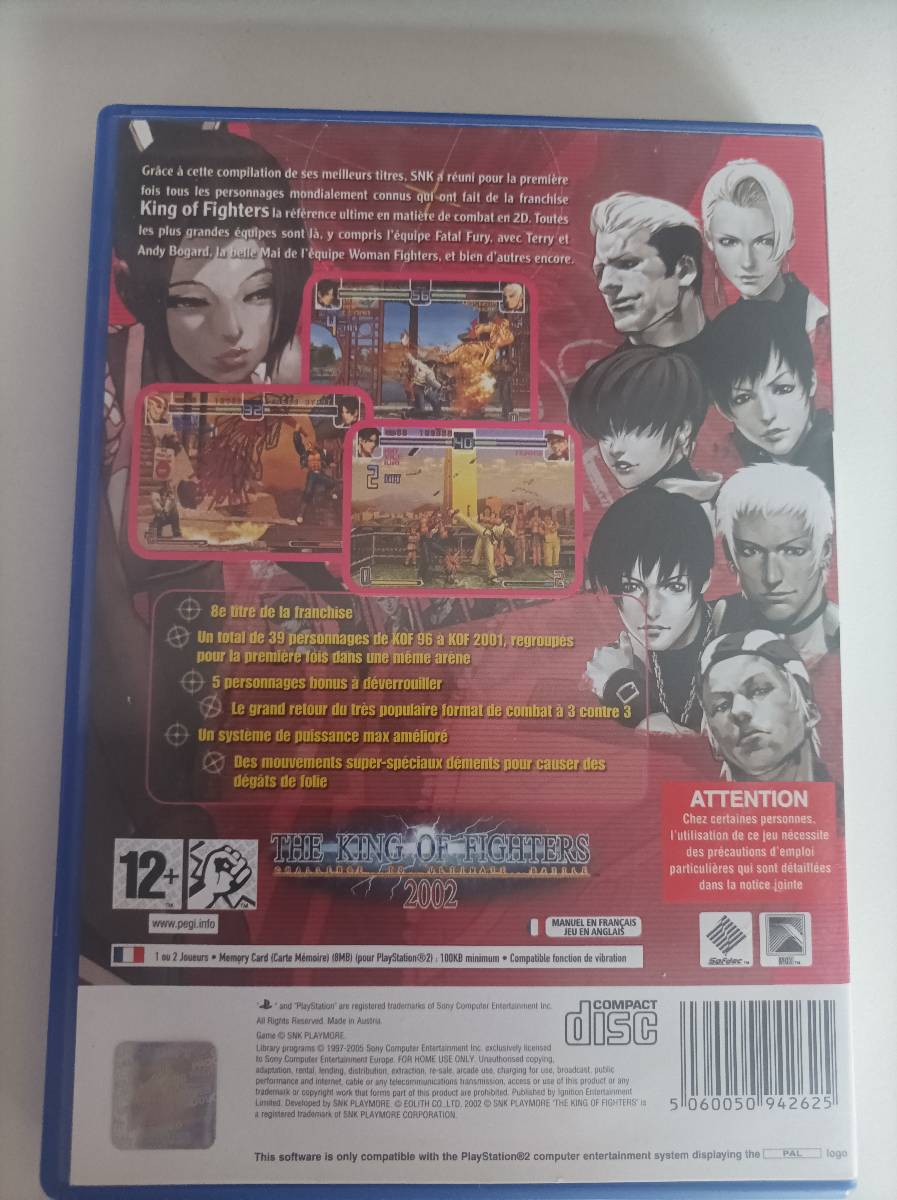 Grâce à cette compilation de ses meilleurs titres, SNK a réuni pour la première
fois tous les personnages mondialement connus qui ont fait de la franchise
King of Fighters la référence ultime en matière de combat en 2D. Toutes
les plus grandes équipes sont là, y compris l'équipe Fatal Fury, avec Terry et
Andy Bogard, la belle Mai de l'équipe Woman Fighters, et bien d'autres encore.
56
32
40
2
8e titre de la franchise
Un total de 39 personnages de KOF 96 à KOF 2001, regroupés
pour la première fois dans une même arène
5 personnages bonus à déverrouiller
Le grand retour du très populaire format de combat à 3 contre 3
Un système de puissance max amélioré
Des mouvements super-spéciaux déments pour causer des
dégâts de folie
ATTENTION
Chez certaines personnes,
l'utilisation de ce jeu nécessite
des précautions d'emploi
particulières qui sont détaillées
dans la notice jointe
THE KING OF FIGHTERS
CHALLENGE TO ULTIMATE BATTLE
2002
12+
www.pegi.info
MANUEL EN FRANÇAIS
JEU EN ANGLAIS
Sofdec™
1 ou 2 Joueurs • Memory Card (Carte Mémoire) (8MB) (pour PlayStation®2) : 100KB minimum • Compatible fonction de vibration
" " and "PlayStation" are registered trademarks of Sony Computer Entertainment Inc.
All Rights Reserved. Made in Austria.
Game © SNK PLAYMORE.
Library programs © 1997-2005 Sony Computer Entertainment Inc. exclusively licensed
to Sony Computer Entertainment Europe. FOR HOME USE ONLY. Unauthorised copying,
adaptation, rental, lending, distribution, extraction, re-sale, arcade use, charging for use, broadcast, public
performance and internet, cable or any telecommunications transmission, access or use of this product or any
trademark or copyright work that forms part of this product are prohibited. Published by Ignition Entertainment
Limited. Developed by SNK PLAYMORE. © EOLITH CO.,LTD. 2002 © SNK PLAYMORE "THE KING OF FIGHTERS" is
a registered trademark of SNK PLAYMORE CORPORATION.
COMPACT
disc
5 060050 942625
This software is only compatible with the PlayStation®2 computer entertainment system displaying the PAL logo